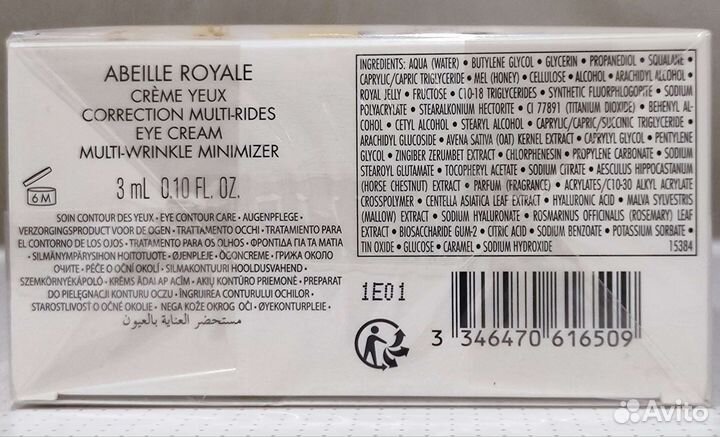 ABEILLE ROYALE
CRÈME YEUX
CORRECTION MULTI-RIDES
EYE CREAM
MULTI-WRINKLE MINIMIZER
6M
3 mL 0.10 FL. OZ.
SOIN CONTOUR DES YEUX • EYE CONTOUR CARE • AUGENPFLEGE •
VERZORGINGSPRODUCT VOOR DE OGEN • TRATTAMENTO OCCHI • TRATAMIENTO PARA
EL CONTORNO DE LOS OJOS • TRATAMENTO PARA OS OLHOS • ΦΡΟΝΤΙΔΑ ΓΙΑ ΤΑ ΜΑΤΙΑ
• SILMÄNYMPÄRYSIHON HOITOTUOTE • ØJENPLEJE • ÖGONCREME • ГРИЖА ОКОЛО
ОЧИТЕ • PÉČE O OČNÍ OKOLÍ • SILMAKONTUURI HOOLDUSVAHEND •
SZEMKÖRNYÉKÁPOLÓ • KRĒMS ĀDAI AP ACĪM • AKIŲ KONTŪRO PRIEMONĖ • PREPARAT
DO PIELĘGNACJI KONTURU OCZU • ÎNGRIJIREA CONTURULUI OCHILOR •
STAROSTLIVOSŤ O OČNÉ OKOLIE • NEGA KOŽE OKROG OČI • ØYEKONTURPLEIE •
مستحضر العناية بالعيون
INGREDIENTS: AQUA (WATER) • BUTYLENE GLYCOL • GLYCERIN • PROPANEDIOL • SQUALANE •
CAPRYLIC/CAPRIC TRIGLYCERIDE • MEL (HONEY) • CELLULOSE • ALCOHOL • ARACHIDYL ALCOHOL •
ROYAL JELLY • FRUCTOSE • C10-18 TRIGLYCERIDES • SYNTHETIC FLUORPHLOGOPITE • SODIUM
POLYACRYLATE • STEARALKONIUM HECTORITE • CI 77891 (TITANIUM DIOXIDE) • BEHENYL AL-
COHOL • CETYL ALCOHOL • STEARYL ALCOHOL • CAPRYLIC/CAPRIC/SUCCINIC TRIGLYCERIDE •
ARACHIDYL GLUCOSIDE • AVENA SATIVA (OAT) KERNEL EXTRACT • CAPRYLYL GLYCOL • PENTYLENE
GLYCOL • ZINGIBER ZERUMBET EXTRACT • CHLORPHENESIN • PROPYLENE CARBONATE • SODIUM
STEAROYL GLUTAMATE • TOCOPHERYL ACETATE • SODIUM CITRATE • AESCULUS HIPPOCASTANUM
(HORSE CHESTNUT) EXTRACT • PARFUM (FRAGRANCE) • ACRYLATES/C10-30 ALKYL ACRYLATE
CROSSPOLYMER • CENTELLA ASIATICA LEAF EXTRACT • HYALURONIC ACID • MALVA SYLVESTRIS
(MALLOW) EXTRACT • SODIUM HYALURONATE • ROSMARINUS OFFICINALIS (ROSEMARY) LEAF
EXTRACT • BIOSACCHARIDE GUM-2 • CITRIC ACID • SODIUM BENZOATE • POTASSIUM SORBATE •
TIN OXIDE • GLUCOSE • CARAMEL • SODIUM HYDROXIDE 15384
1E01
3 346470 616509
Avito